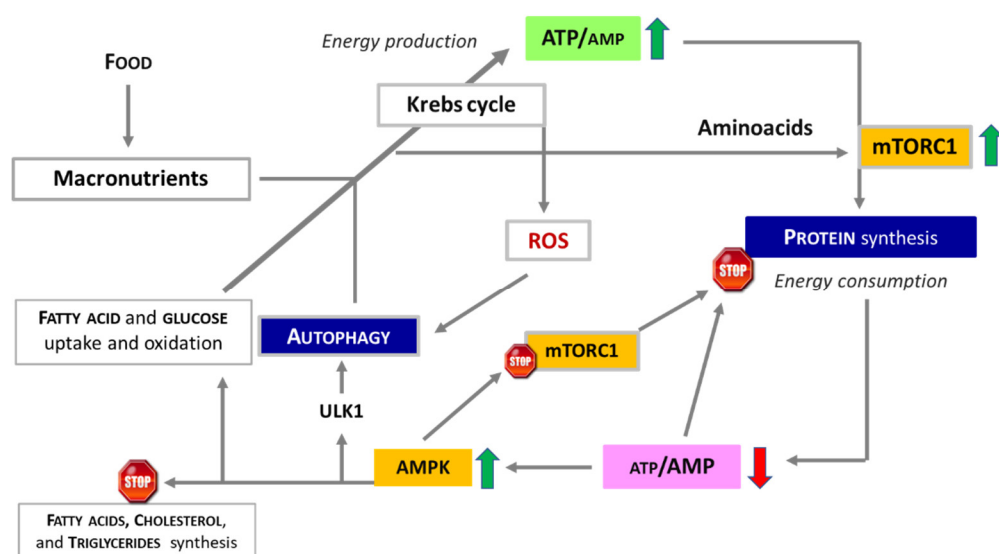 Energy production
ATP/AMP
FOOD
Krebs cycle
Aminoacids
mTORC1
Macronutrients
ROS
PROTEIN synthesis
STOP
Energy consumption
FATTY ACID and GLUCOSE
uptake and oxidation
AUTOPHAGY
STOP
mTORC1
ULK1
AMPK
ATP/AMP
STOP
FATTY ACIDS, CHOLESTEROL,
and TRIGLYCERIDES synthesis